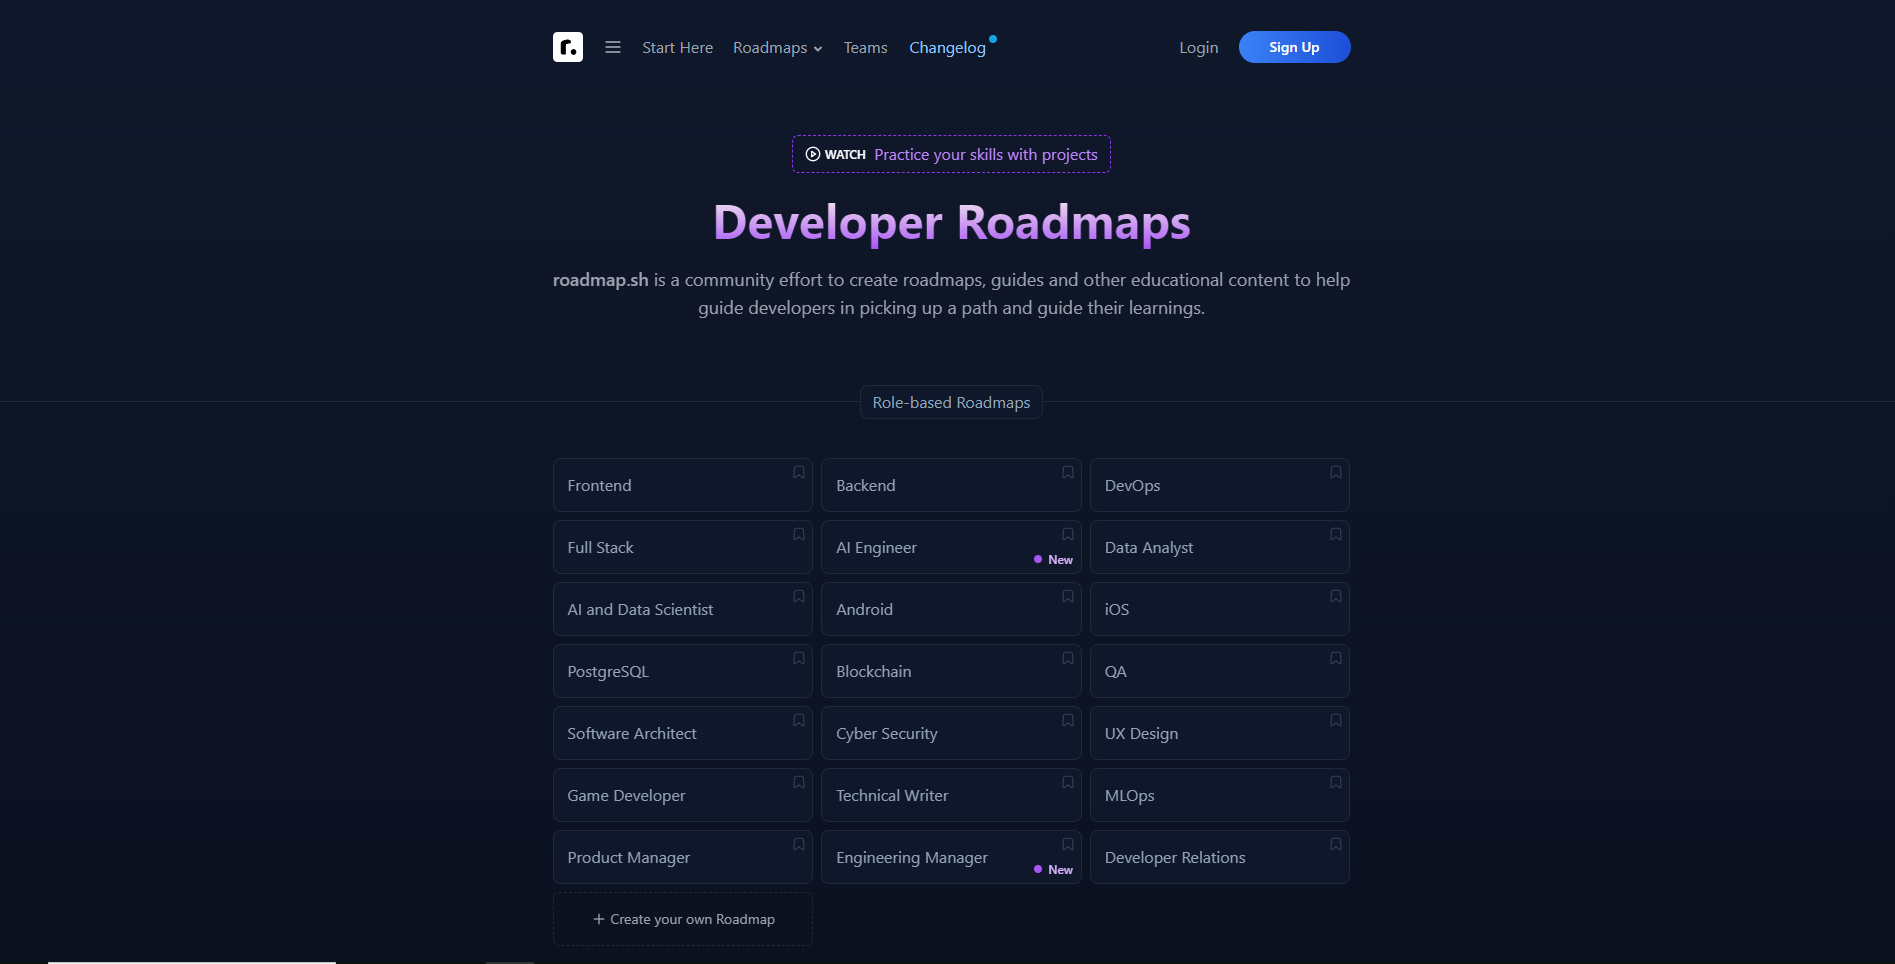 r.
Start Here
Roadmaps
Teams
Changelog
Login
Sign Up
WATCH Practice your skills with projects
Developer Roadmaps
roadmap.sh is a community effort to create roadmaps, guides and other educational content to help
guide developers in picking up a path and guide their learnings.
Role-based Roadmaps
Frontend
Backend
DevOps
Full Stack
AI Engineer
New
Data Analyst
AI and Data Scientist
Android
iOS
PostgreSQL
Blockchain
QA
Software Architect
Cyber Security
UX Design
Game Developer
Technical Writer
MLOps
Product Manager
Engineering Manager
New
Developer Relations
+ Create your own Roadmap